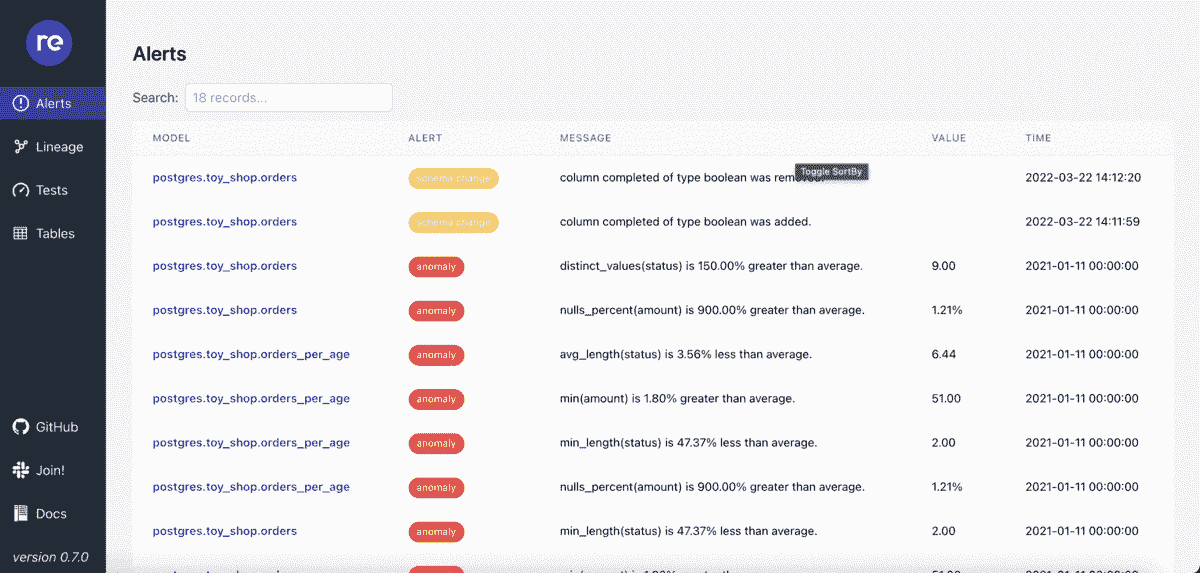 re
Alerts
Lineage
Tests
Tables
GitHub
Join!
Docs
version 0.7.0
Alerts
Search: 18 records...
MODEL ALERT MESSAGE VALUE TIME
Toggle SortBy
postgres.toy_shop.orders schema change column completed of type boolean was removed. 2022-03-22 14:12:20
postgres.toy_shop.orders schema change column completed of type boolean was added. 2022-03-22 14:11:59
postgres.toy_shop.orders anomaly distinct_values(status) is 150.00% greater than average. 9.00 2021-01-11 00:00:00
postgres.toy_shop.orders anomaly nulls_percent(amount) is 900.00% greater than average. 1.21% 2021-01-11 00:00:00
postgres.toy_shop.orders_per_age anomaly avg_length(status) is 3.56% less than average. 6.44 2021-01-11 00:00:00
postgres.toy_shop.orders_per_age anomaly min(amount) is 1.80% greater than average. 51.00 2021-01-11 00:00:00
postgres.toy_shop.orders_per_age anomaly min_length(status) is 47.37% less than average. 2.00 2021-01-11 00:00:00
postgres.toy_shop.orders_per_age anomaly nulls_percent(amount) is 900.00% greater than average. 1.21% 2021-01-11 00:00:00
postgres.toy_shop.orders anomaly min_length(status) is 47.37% less than average. 2.00 2021-01-11 00:00:00